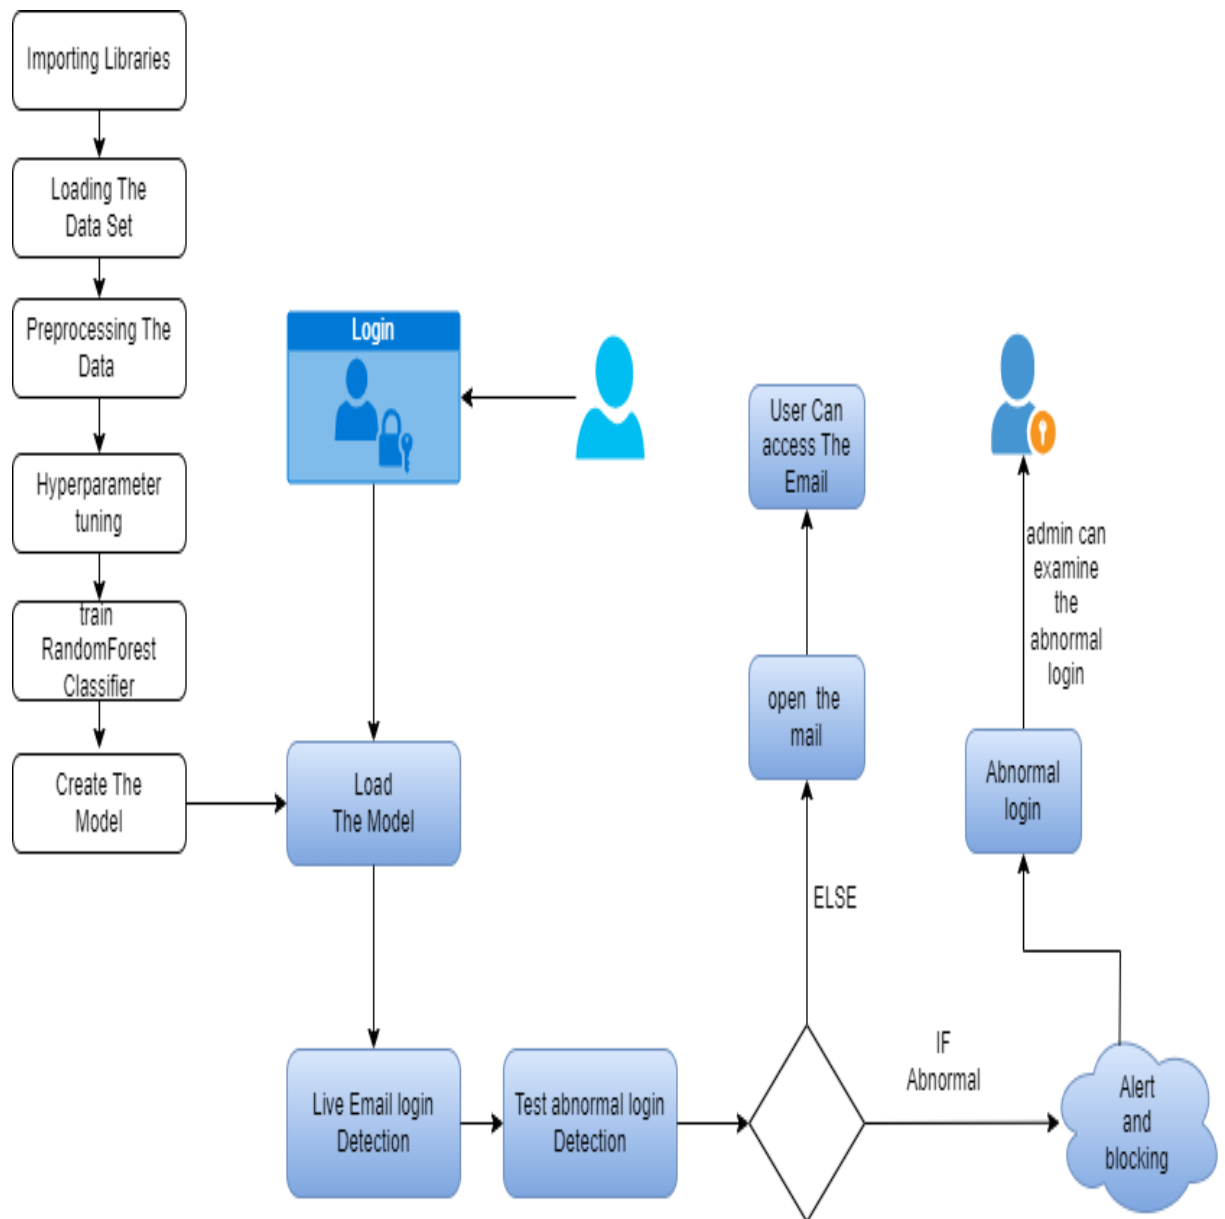 Importing Libraries
Loading The
Data Set
Preprocessing The
Data
Hyperparameter
tuning
train
RandomForest
Classifier
Create The
Model
Login
Load
The Model
Live Email login
Detection
Test abnormal login
Detection
User Can
access The
Email
open the
mail
ELSE
IF
Abnormal
admin can
examine
the
abnormal
login
Abnormal
login
Alert
and
blocking